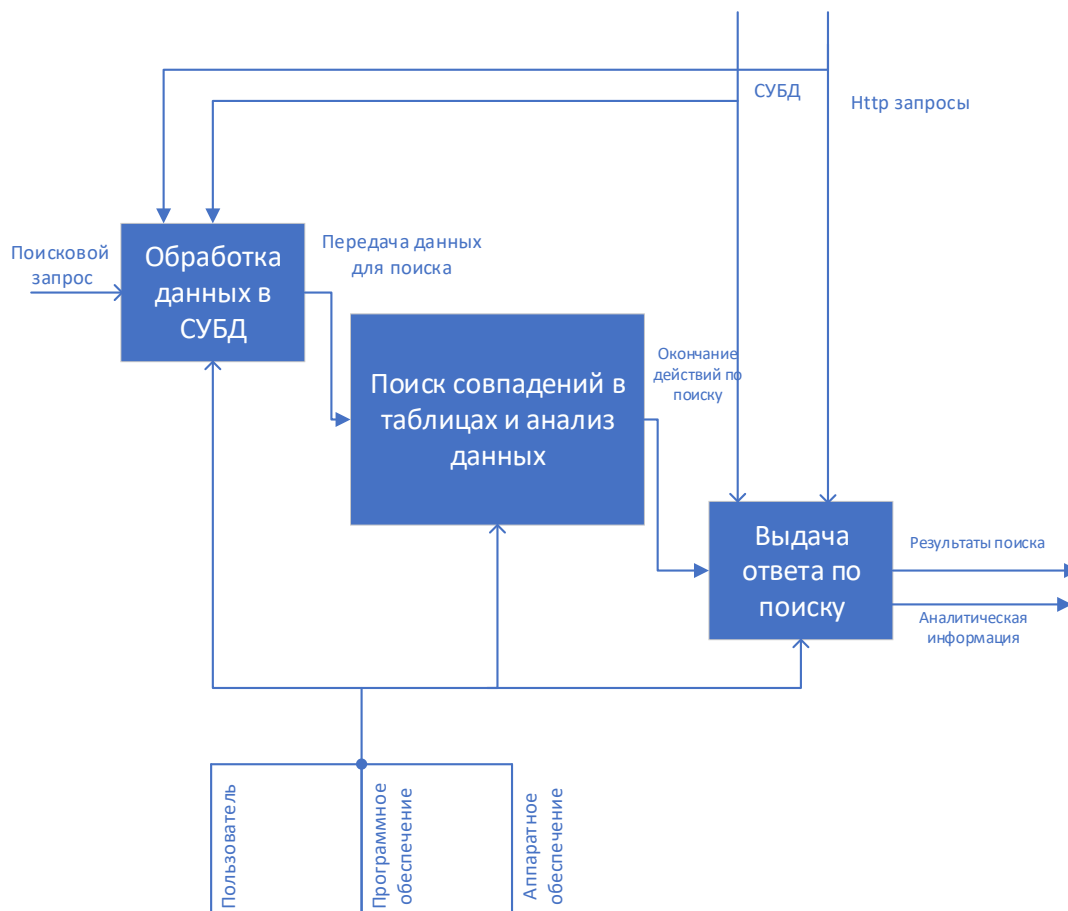 СУБД
Http запросы
Поисковой
запрос
Обработка
данных в
СУБД
Передача данных
для поиска
Поиск совпадений в
таблицах и анализ
данных
Окончание
действий по
поиску
Выдача
ответа по
поиску
Результаты поиска
Аналитическая
информация
Пользователь
Программное
обеспечение
Аппаратное
обеспечение